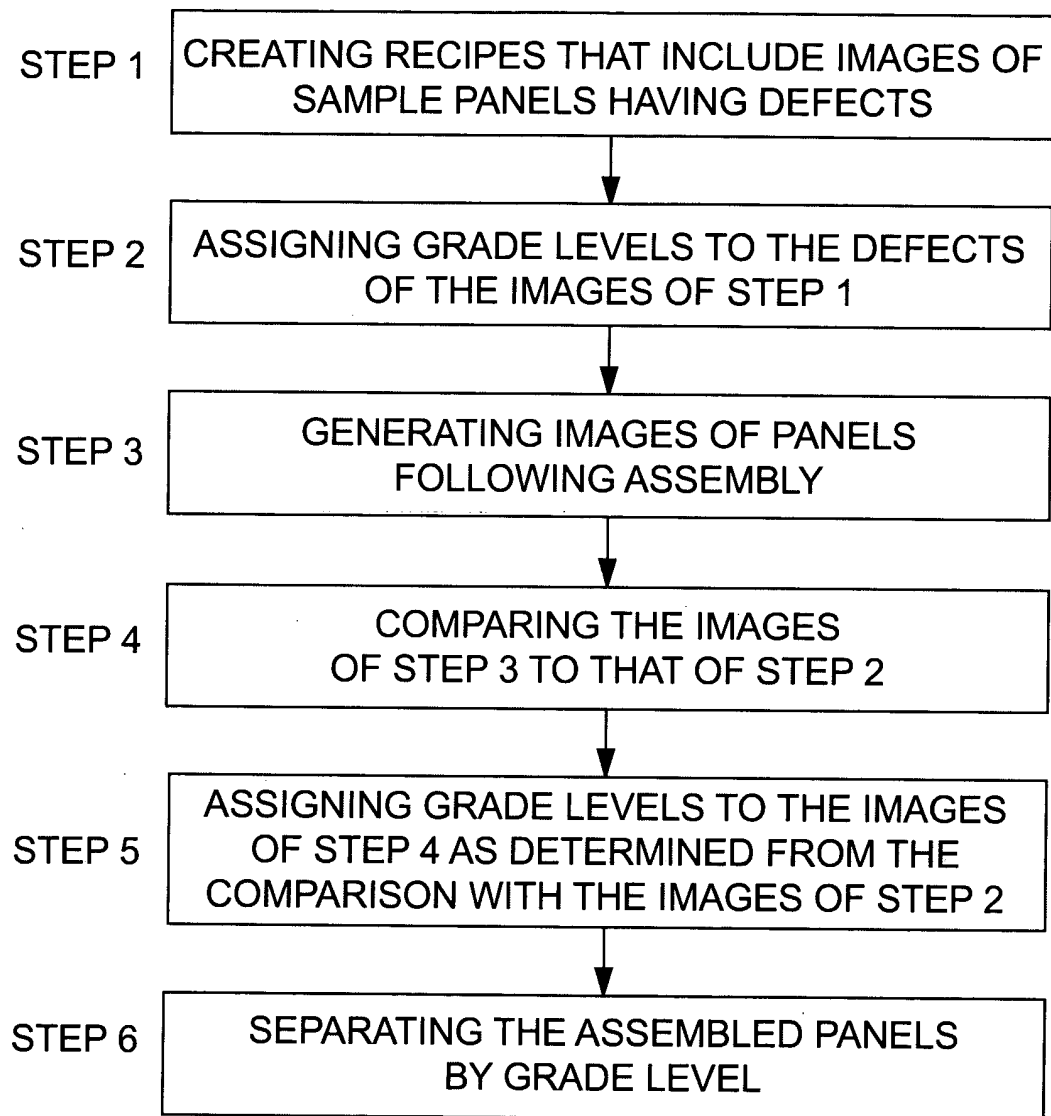 STEP 1
CREATING RECIPES THAT INCLUDE IMAGES OF
SAMPLE PANELS HAVING DEFECTS
STEP 2
ASSIGNING GRADE LEVELS TO THE DEFECTS
OF THE IMAGES OF STEP 1
STEP 3
GENERATING IMAGES OF PANELS
FOLLOWING ASSEMBLY
STEP 4
COMPARING THE IMAGES
OF STEP 3 TO THAT OF STEP 2
STEP 5
ASSIGNING GRADE LEVELS TO THE IMAGES
OF STEP 4 AS DETERMINED FROM THE
COMPARISON WITH THE IMAGES OF STEP 2
STEP 6
SEPARATING THE ASSEMBLED PANELS
BY GRADE LEVEL